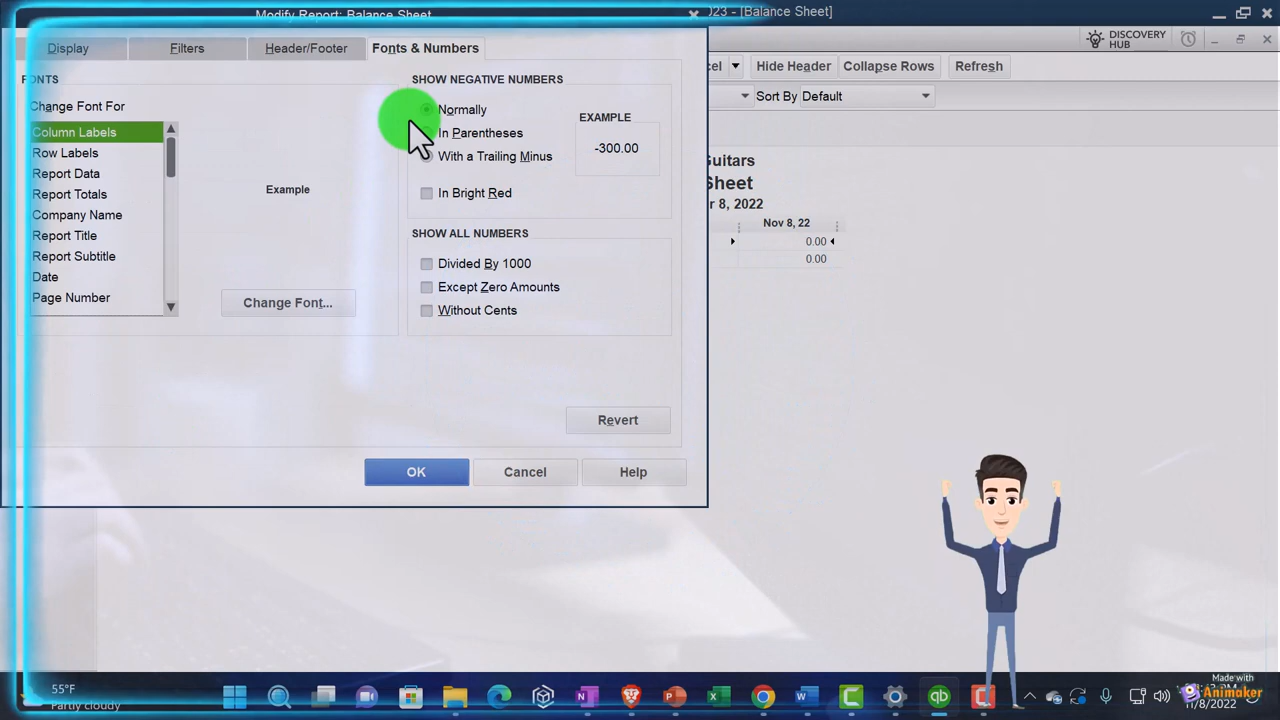 Modify Report: Balance Sheet
023 - [Balance Sheet]
DISCOVERY
HUB
Display
Filters
Header/Footer
Fonts & Numbers
Hide Header
Collapse Rows
Refresh
Sort By
Default
FONTS
Change Font For
Column Labels
Row Labels
Report Data
Report Totals
Company Name
Report Title
Report Subtitle
Date
Page Number
Example
Change Font...
SHOW NEGATIVE NUMBERS
Normally
In Parentheses
With a Trailing Minus
In Bright Red
EXAMPLE
-300.00
SHOW ALL NUMBERS
Divided By 1000
Except Zero Amounts
Without Cents
Revert
OK
Cancel
Help
Guitars
Sheet
r 8, 2022
Nov 8, 22
0.00
0.00
55°F
Partly cloudy
Made with
Animaker
11/8/2022